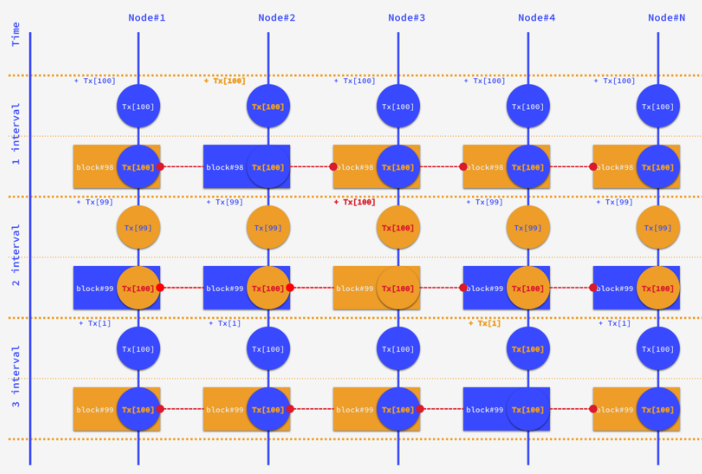 Node#1 Node#2 Node#3 Node#4 Node#N
Time
+ Tx[100] + Tx[100] + Tx[100] + Tx[100] + Tx[100]
Tx[100] Tx[100] Tx[100] Tx[100] Tx[100]
1 interval
block#98 Tx[100] block#98 Tx[100] block#98 Tx[100] block#98 Tx[100] block#98 Tx[100]
+ Tx[99] + Tx[99] + Tx[100] + Tx[99] + Tx[99]
Tx[99] Tx[99] Tx[100] Tx[99] Tx[99]
2 interval
block#99 Tx[100] block#99 Tx[100] block#99 Tx[100] block#99 Tx[100] block#99 Tx[100]
+ Tx[1] + Tx[1] + Tx[1] + Tx[1]
Tx[100] Tx[100] Tx[100] Tx[100] Tx[100]
3 interval
block#99 Tx[100] block#99 Tx[100] block#99 Tx[100] block#99 Tx[100] block#99 Tx[100]